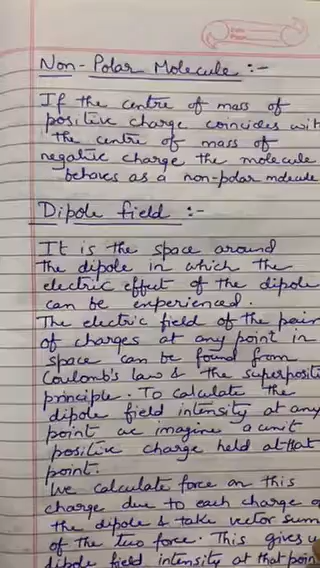 Date
Page
Non-Polar Molecule :-
If the centre of mass of
positive charge coincides wit
the centre of mass of
negative charge the molecule
behaves as a non-polar molecule
Dipole field :-
It is the space around
the dipole in which the
electric effect of the dipole
can be experienced.
The electric field of the pair
of charges at any point in
space can be found from
Coulomb's law & the superpositi
principle. To calculate the
dipole field intensity at any
point we imagine a unit
positive charge held at that
point.
We calculate force on this
charge due to each charge o
the dipole & take vector sum
of the two force. This gives u
dipole field intensity at that poin